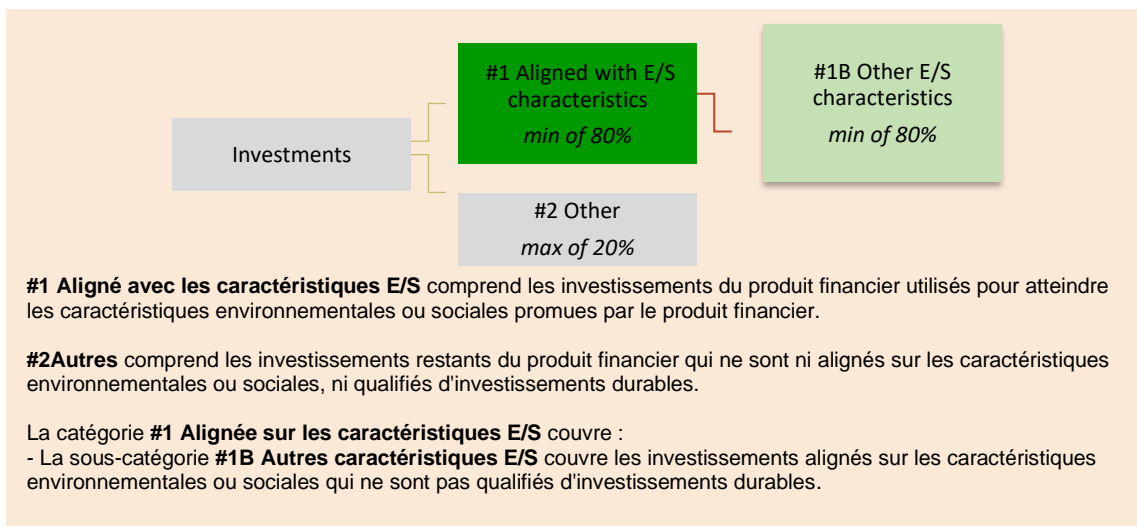 #1 Aligned with E/S
characteristics
min of 80%
#1B Other E/S
characteristics
min of 80%
Investments
#2 Other
max of 20%
#1 Aligné avec les caractéristiques E/S comprend les investissements du produit financier utilisés pour atteindre
les caractéristiques environnementales ou sociales promues par le produit financier.
#2Autres comprend les investissements restants du produit financier qui ne sont ni alignés sur les caractéristiques
environnementales ou sociales, ni qualifiés d'investissements durables.
La catégorie #1 Alignée sur les caractéristiques E/S couvre :
- La sous-catégorie #1B Autres caractéristiques E/S couvre les investissements alignés sur les caractéristiques
environnementales ou sociales qui ne sont pas qualifiés d'investissements durables.